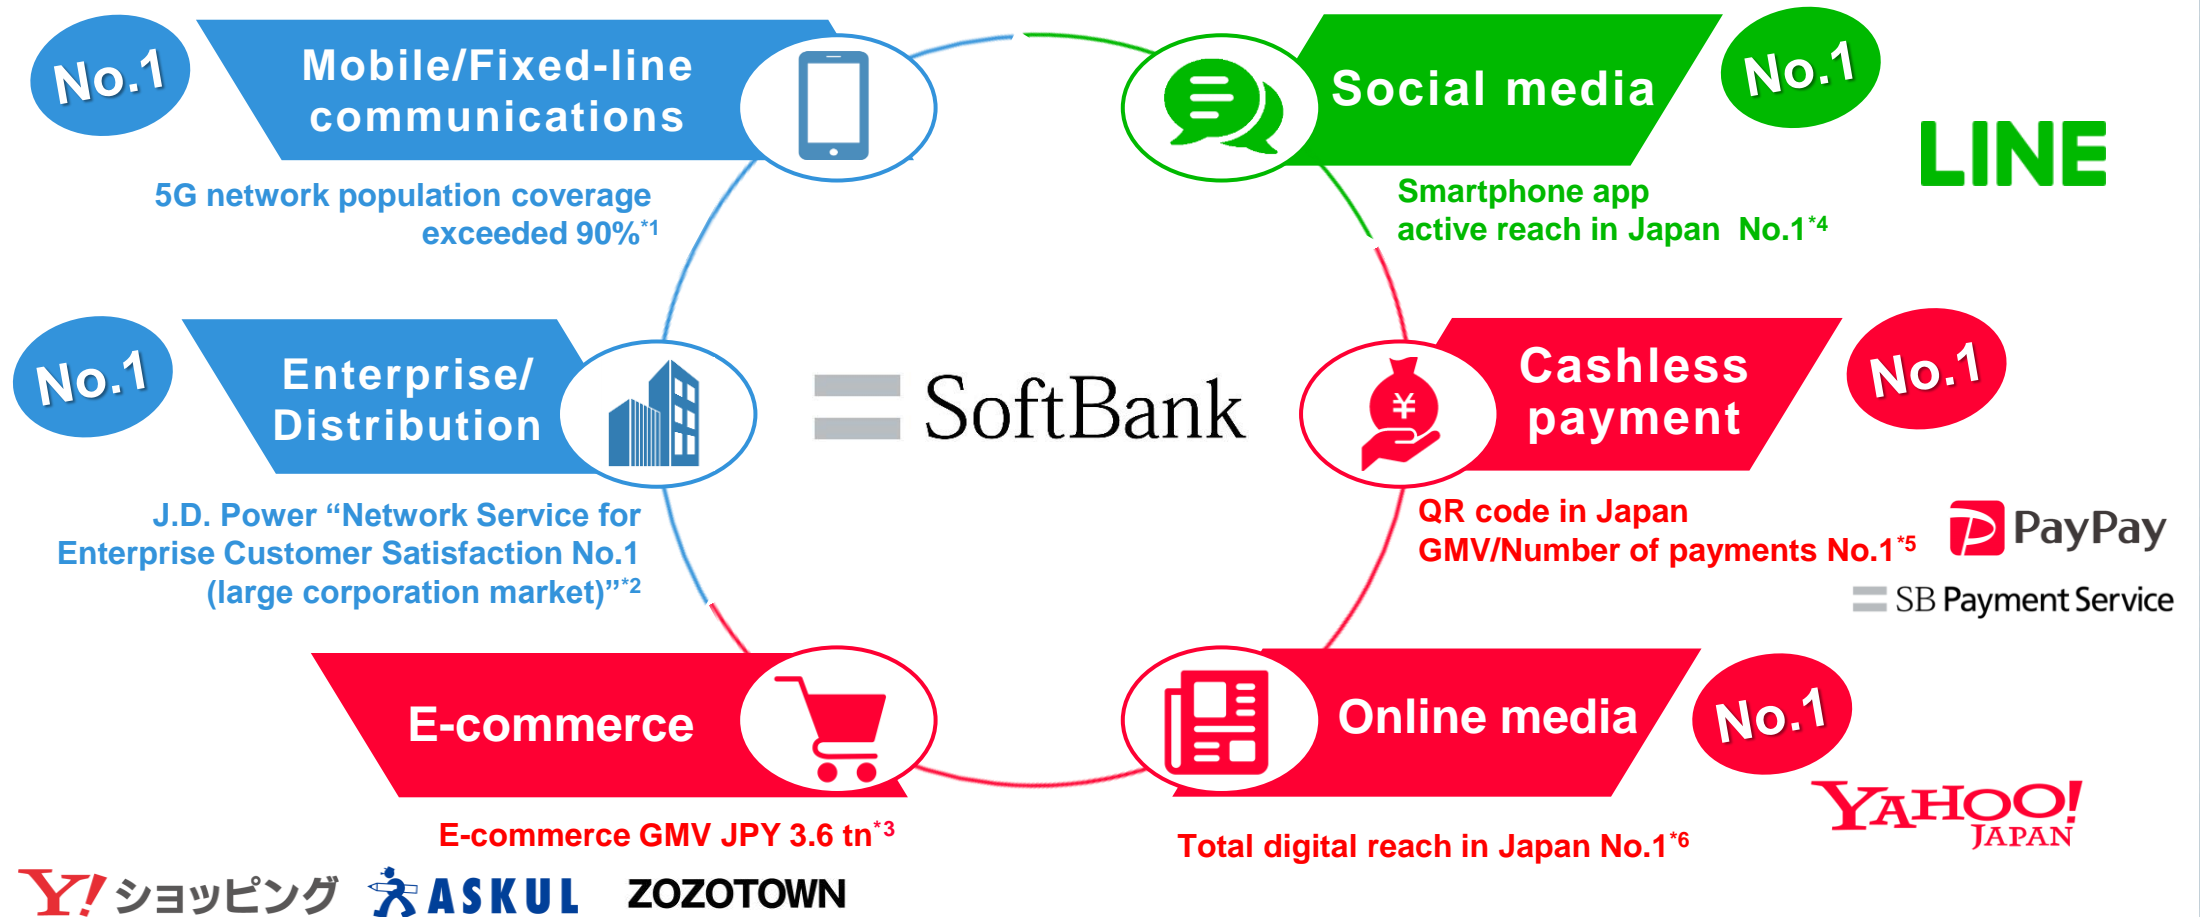 No.1
Mobile/Fixed-line
communications
5G network population coverage
exceeded 90%*1
Social media
No.1
LINE
Smartphone app
active reach in Japan No.1*4
No.1
Enterprise/
Distribution
J.D. Power “Network Service for
Enterprise Customer Satisfaction No.1
(large corporation market)”*2
SoftBank
¥
Cashless
payment
No.1
QR code in Japan
GMV/Number of payments No.1*5
PayPay
SB Payment Service
E-commerce
E-commerce GMV JPY 3.6 tn*3
Y! ショッピング
ASKUL
ZOZOTOWN
Online media
No.1
Total digital reach in Japan No.1*6
YAHOO!
JAPAN